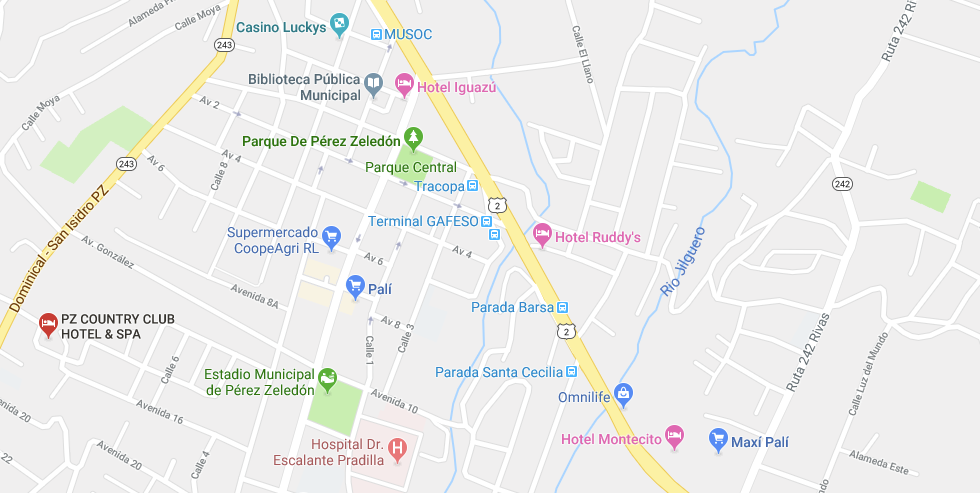 Alameda
Calle Moya
Casino Luckys
MUSOC
243
Calle El Llano
Ruta 242 Rivas
Biblioteca Pública
Municipal
Hotel Iguazú
Calle Moya
Av 2
Parque De Pérez Zeledón
Parque Central
Av 4
Av 6
243
Calle 8
Tracopa
242
2
Terminal GAFESO
Dominical - San Isidro PZ
Supermercado
CoopeAgri RL
Hotel Ruddy's
Av. González
Av 6
Av 4
Río Jilguero
Avenida 8A
Palí
Parada Barsa
PZ COUNTRY CLUB
HOTEL & SPA
Av 8
Calle 1
Calle 3
2
Ruta 242 Rivas
Calle 6
Estadio Municipal
de Pérez Zeledón
Parada Santa Cecilia
Calle Luz del Mundo
Avenida 10
Omnilife
Avenida 20
Avenida 16
Hospital Dr.
Escalante Pradilla
H
Hotel Montecito
Maxí Palí
22
Avenida 20
Calle 4
Alameda Este